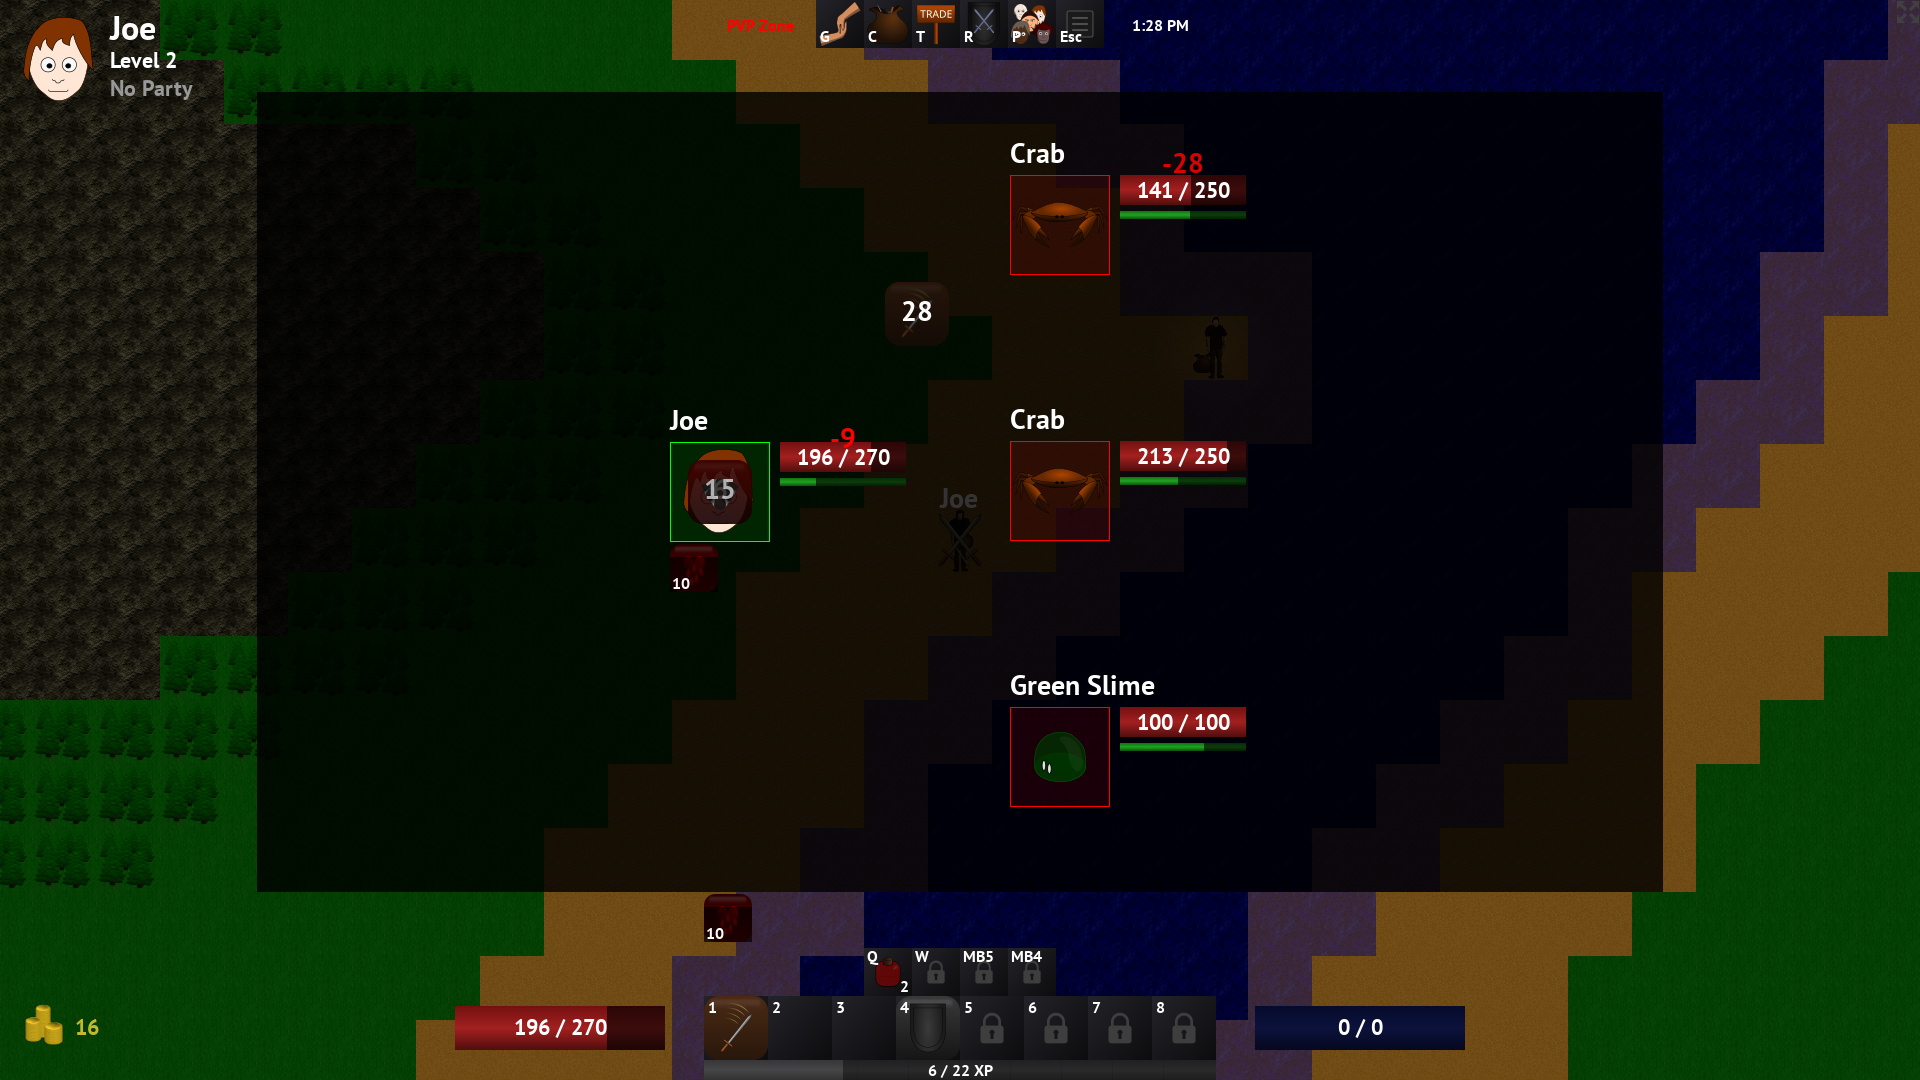 Joe
Level 2
No Party
PVP Zone
G
C
TRADE
T
R
P
Esc
1:28 PM
Crab
-28
141 / 250
28
Joe
-9
196 / 270
15
10
Crab
213 / 250
Joe
Green Slime
100 / 100
10
Q
2
W
MB5
MB4
16
196 / 270
1
2
3
4
5
6
7
8
0 / 0
6 / 22 XP